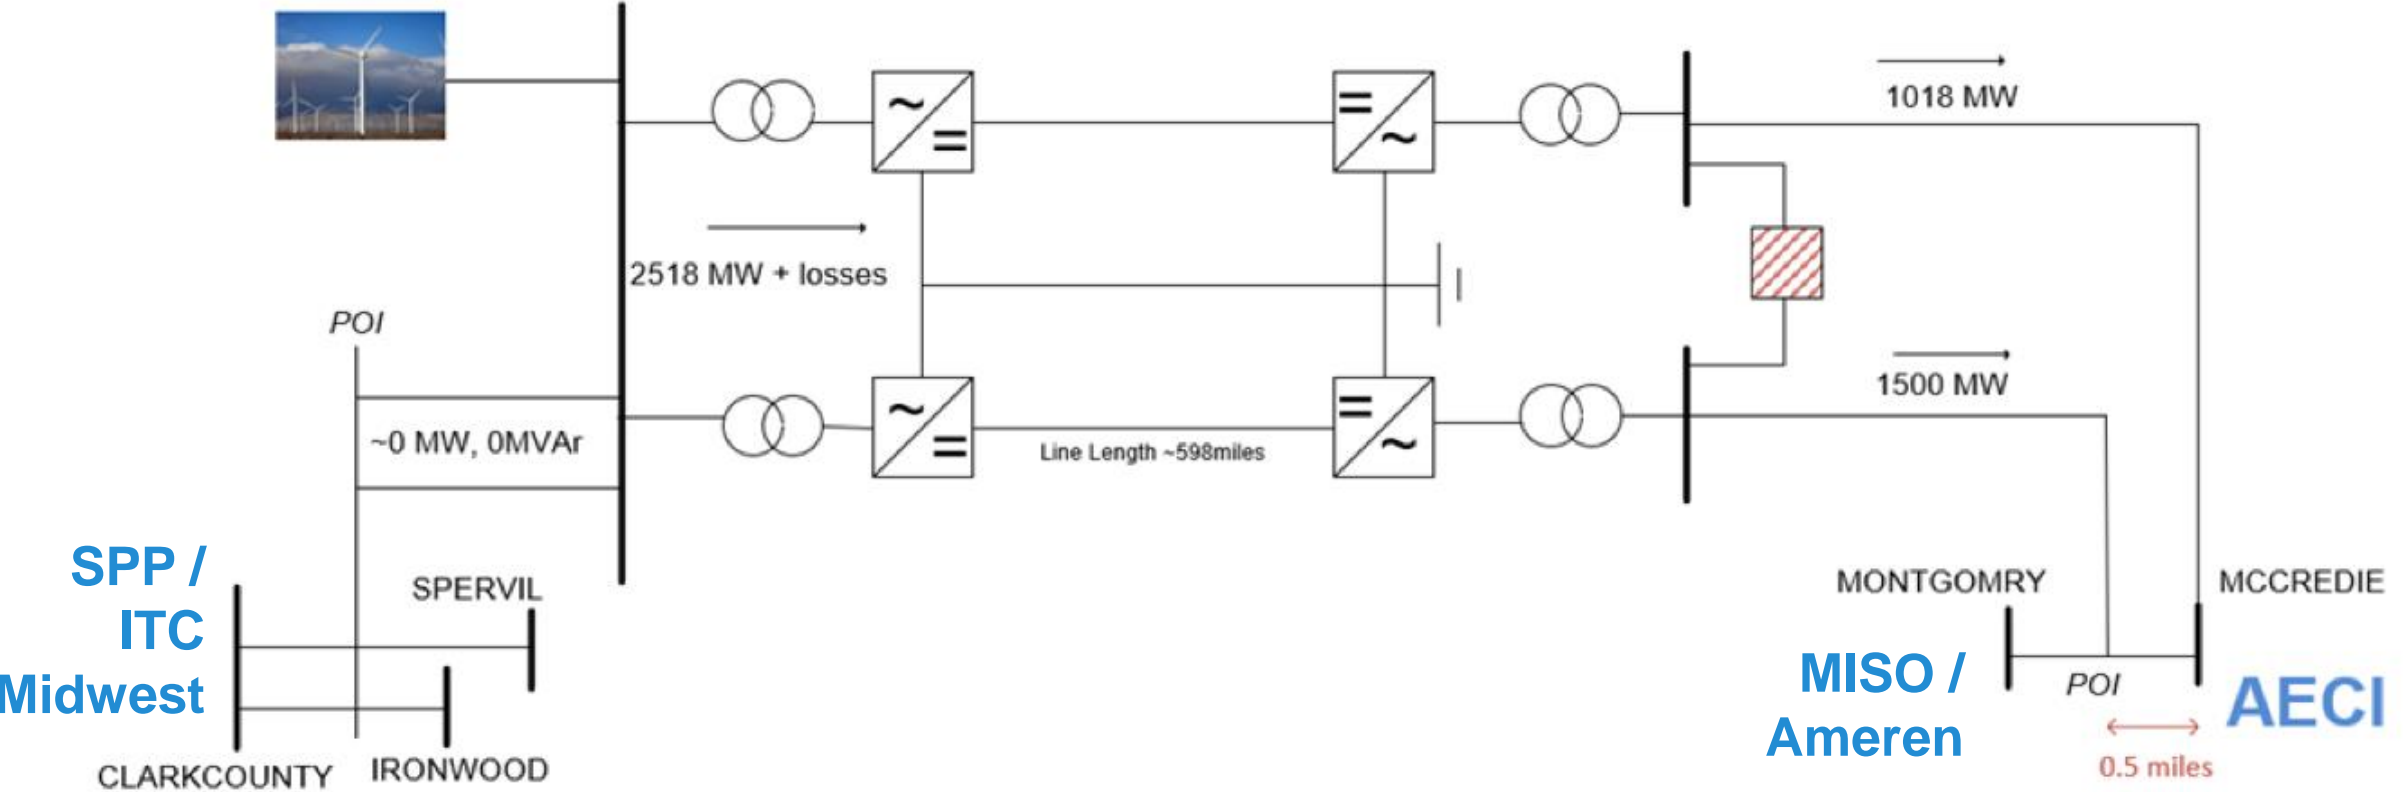 1018 MW
2518 MW + losses
POI
~0 MW, 0MVAr
Line Length ~598miles
1500 MW
SPP /
ITC
Midwest
SPERVIL
CLARKCOUNTY
IRONWOOD
MONTGOMRY
MCCREDIE
MISO /
Ameren
POI
AECI
0.5 miles